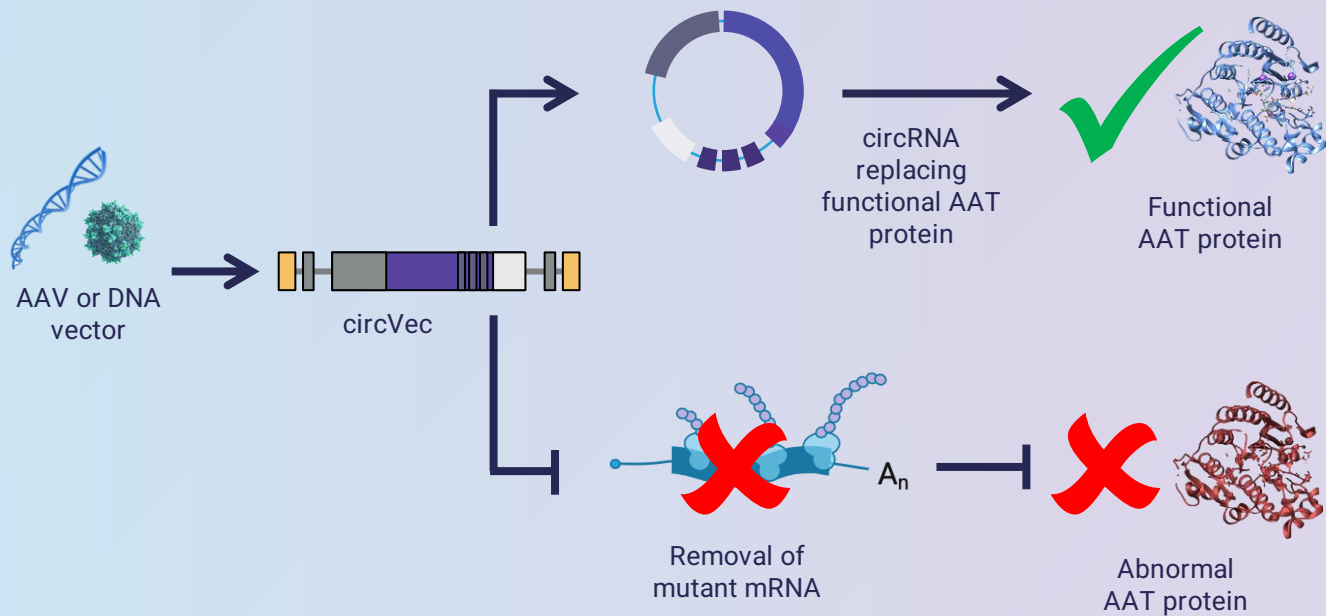 AAV or DNA
vector
circVec
circRNA
replacing
functional AAT
protein
Functional
AAT protein
An
Removal of
mutant mRNA
Abnormal
AAT protein